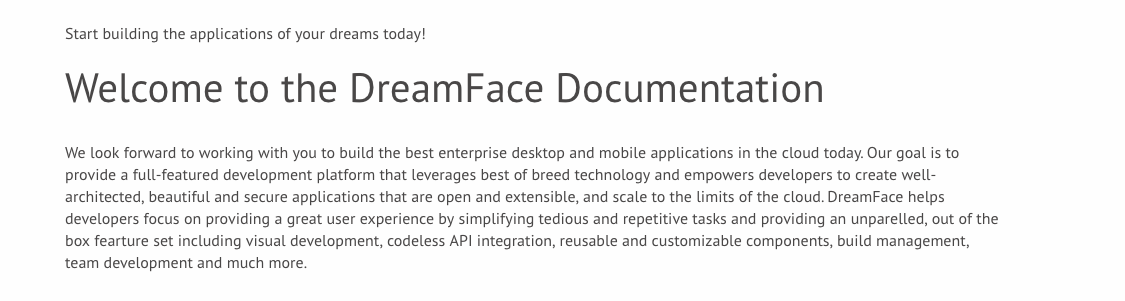 Start building the applications of your dreams today!
Welcome to the DreamFace Documentation
We look forward to working with you to build the best enterprise desktop and mobile applications in the cloud today. Our goal is to
provide a full-featured development platform that leverages best of breed technology and empowers developers to create well-
architected, beautiful and secure applications that are open and extensible, and scale to the limits of the cloud. DreamFace helps
developers focus on providing a great user experience by simplifying tedious and repetitive tasks and providing an unparelled, out of the
box fearture set including visual development, codeless API integration, reusable and customizable components, build management,
team development and much more.